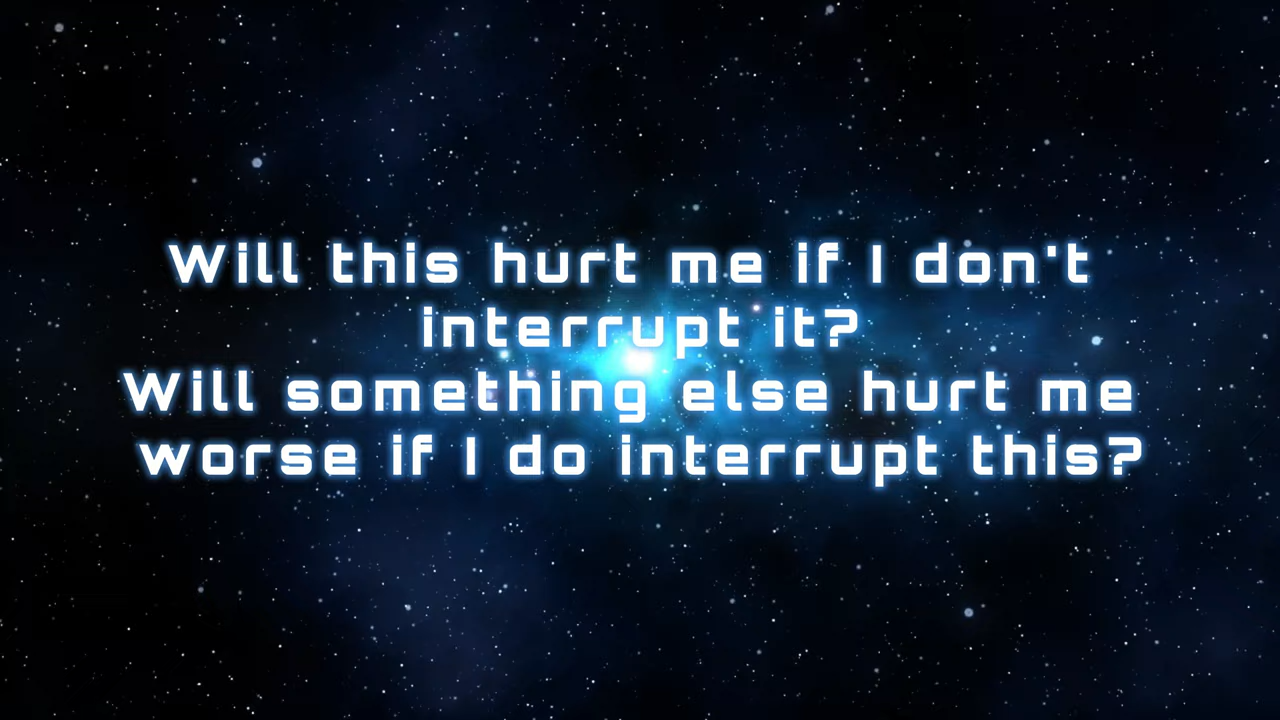 Will this hurt me if I don't
interrupt it?
Will something else hurt me
worse if I do interrupt this?